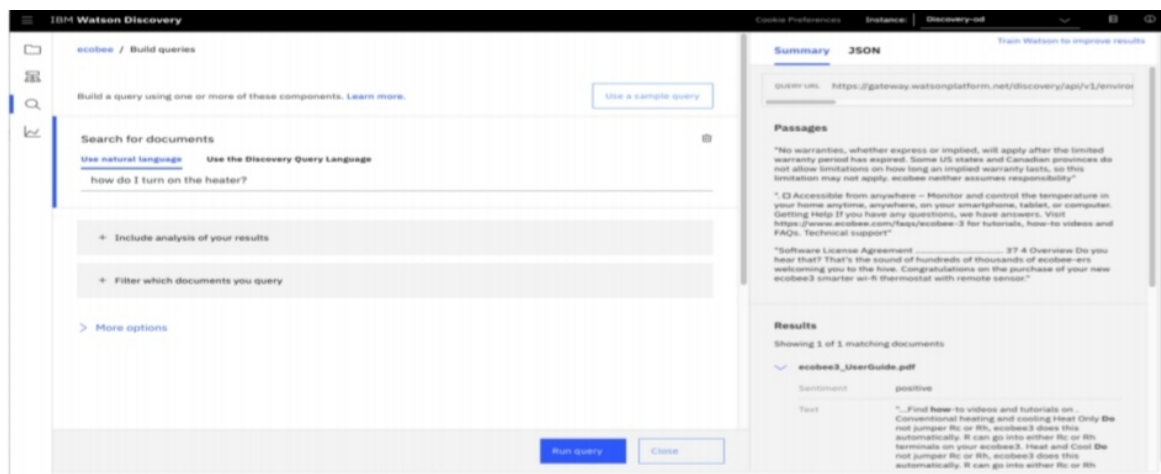 IBM Watson Discovery
Cookie Preferences
Instance:
Discovery-od
ecobee / Build queries
Build a query using one or more of these components. Learn more.
Use a sample query
Search for documents
Use natural language
Use the Discovery Query Language
how do I turn on the heater?
+ Include analysis of your results
+ Filter which documents you query
More options
Run query
Close
Train Watson to improve results
Summary
JSON
QUERY URL
https://gateway.watsonplatform.net/discovery/api/v1/environ
Passages
"No warranties, whether express or implied, will apply after the limited
warranty period has expired. Some US states and Canadian provinces do
not allow limitations on how long an implied warranty lasts, so this
limitation may not apply. ecobee neither assumes responsibility"
". □ Accessible from anywhere – Monitor and control the temperature in
your home anytime, anywhere, on your smartphone, tablet, or computer.
Getting Help If you have any questions, we have answers. Visit
https://www.ecobee.com/faqs/ecobee-3 for tutorials, how-to videos and
FAQs. Technical support"
"Software License Agreement ........................... 37 4 Overview Do you
hear that? That's the sound of hundreds of thousands of ecobee-ers
welcoming you to the hive. Congratulations on the purchase of your new
ecobee3 smarter wi-fi thermostat with remote sensor."
Results
Showing 1 of 1 matching documents
ecobee3_UserGuide.pdf
Sentiment
positive
Text
"...Find how-to videos and tutorials on .
Conventional heating and cooling Heat Only Do
not jumper Rc or Rh, ecobee3 does this
automatically. R can go into either Rc or Rh
terminals on your ecobee3. Heat and Cool Do
not jumper Rc or Rh, ecobee3 does this
automatically. R can go into either Rc or Rh